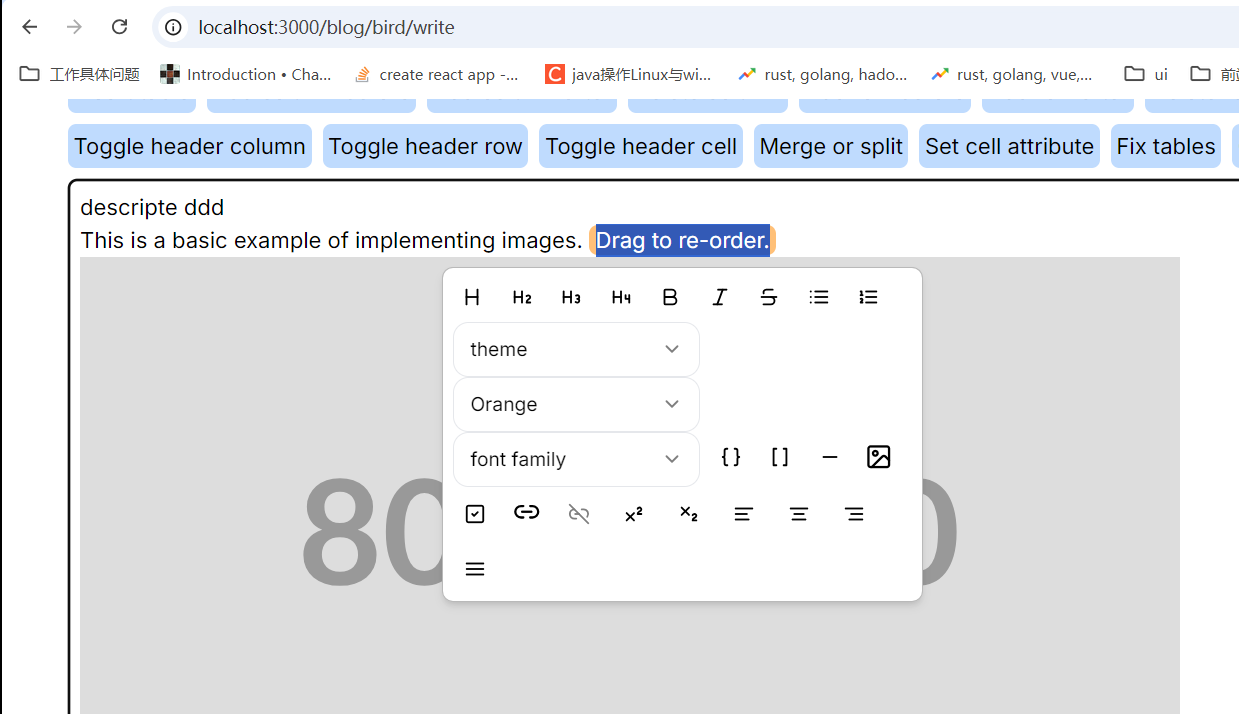 localhost:3000/blog/bird/write
工作具体问题 Introduction • Cha... create react app -... java操作Linux与wi... rust, golang, hado... rust, golang, vue,... ui
Toggle header column Toggle header row Toggle header cell Merge or split Set cell attribute Fix tables
descripte ddd
This is a basic example of implementing images. Drag to re-order.
H H2 H3 H4 B I S
theme
Orange
font family {} [] —
80 0
x² x₂